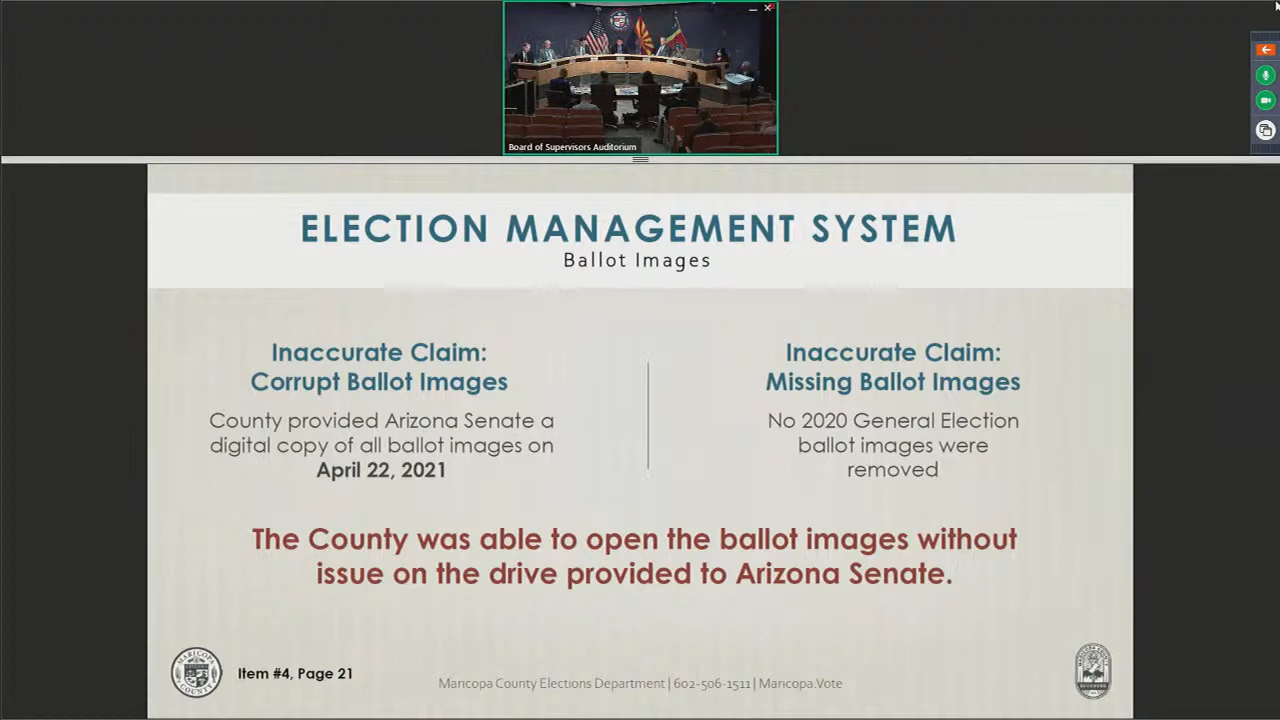 Board of Supervisors Auditorium
ELECTION MANAGEMENT SYSTEM
Ballot Images
Inaccurate Claim:
Corrupt Ballot Images
County provided Arizona Senate a
digital copy of all ballot images on
April 22, 2021
Inaccurate Claim:
Missing Ballot Images
No 2020 General Election
ballot images were
removed
The County was able to open the ballot images without
issue on the drive provided to Arizona Senate.
MARICOPA
COUNTY
Item #4, Page 21
Maricopa County Elections Department | 602-506-1511 | Maricopa.Vote